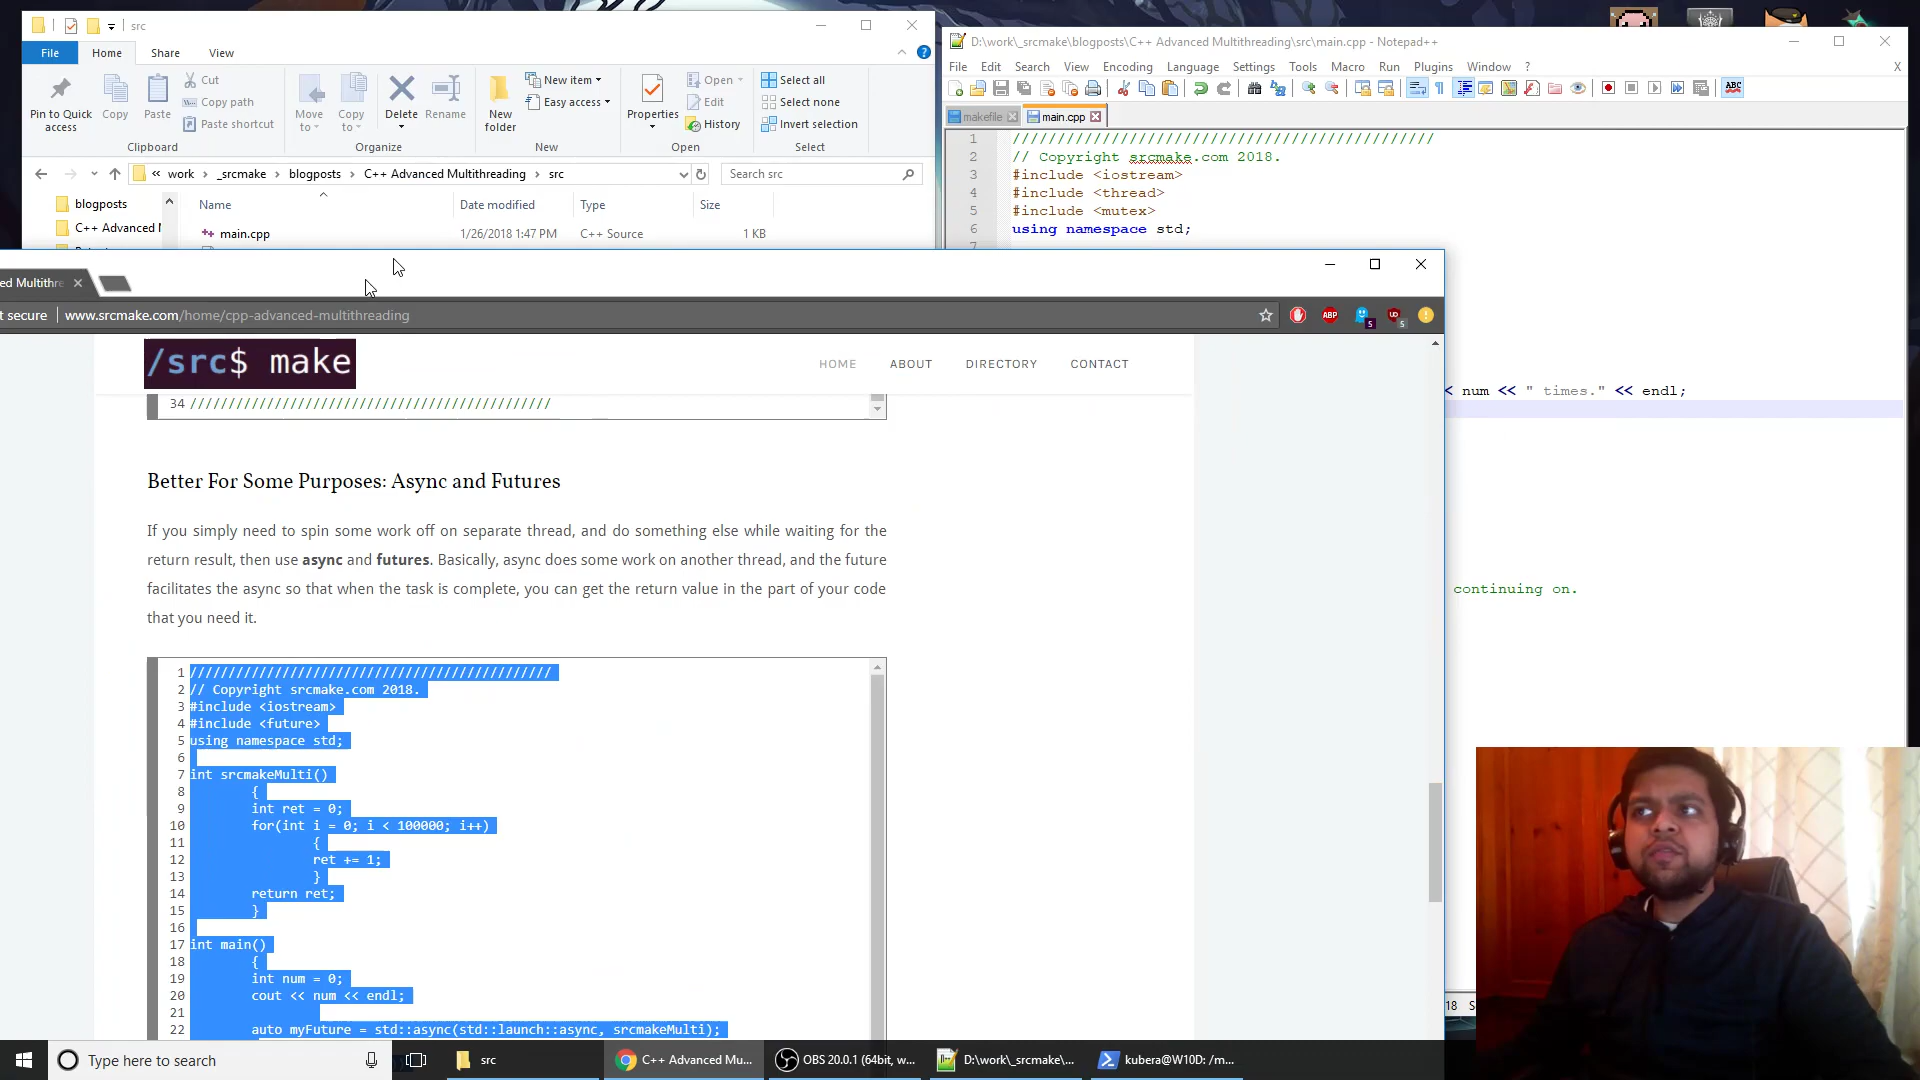 src
File Home Share View
Pin to Quick access
Copy
Paste
Cut
Copy path
Paste shortcut
Move to
Copy to
Delete
Rename
New folder
New item
Easy access
Properties
Open
Edit
History
Select all
Select none
Invert selection
Clipboard Organize New Open Select
« work > _srcmake > blogposts > C++ Advanced Multithreading > src
Search src
blogposts
C++ Advanced
Name Date modified Type Size
main.cpp 1/26/2018 1:47 PM C++ Source 1 KB
D:\work\_srcmake\blogposts\C++ Advanced Multithreading\src\main.cpp - Notepad++
File Edit Search View Encoding Language Settings Tools Macro Run Plugins Window ? X
makefile main.cpp
1 ///////////////////////////////////////////////
2 // Copyright srcmake.com 2018.
3 #include <iostream>
4 #include <thread>
5 #include <mutex>
6 using namespace std;
7
< num << " times." << endl;
continuing on.
18 S
ed Multithre
t secure | www.srcmake.com/home/cpp-advanced-multithreading
ABP
5
5
/src$ make
HOME ABOUT DIRECTORY CONTACT
34 ///////////////////////////////////////////////
Better For Some Purposes: Async and Futures
If you simply need to spin some work off on separate thread, and do something else while waiting for the
return result, then use async and futures. Basically, async does some work on another thread, and the future
facilitates the async so that when the task is complete, you can get the return value in the part of your code
that you need it.
1 ///////////////////////////////////////////////
2 // Copyright srcmake.com 2018.
3 #include <iostream>
4 #include <future>
5 using namespace std;
6
7 int srcmakeMulti()
8 {
9 int ret = 0;
10 for(int i = 0; i < 100000; i++)
11 {
12 ret += 1;
13 }
14 return ret;
15 }
16
17 int main()
18 {
19 int num = 0;
20 cout << num << endl;
21
22 auto myFuture = std::async(std::launch::async, srcmakeMulti);
Type here to search
src
C++ Advanced Mu...
OBS 20.0.1 (64bit, w...
D:\work\_srcmake\...
kubera@W10D: /m...